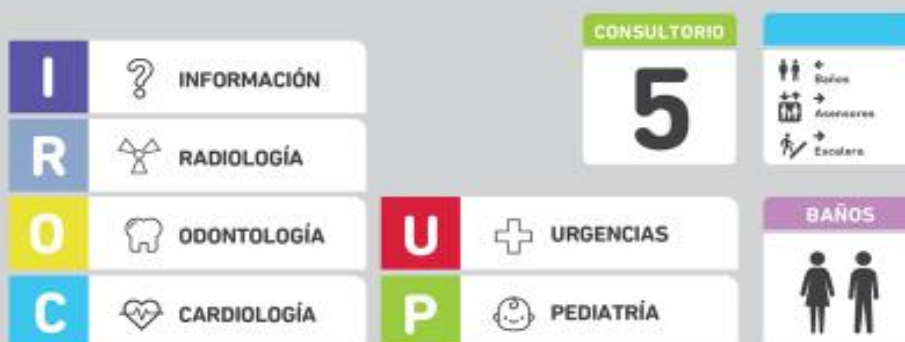 I INFORMACIÓN
R RADIOLOGÍA
O ODONTOLOGÍA
C CARDIOLOGÍA
U URGENCIAS
P PEDIATRÍA
CONSULTORIO
5
Baños
Ascensores
Escalera
BAÑOS